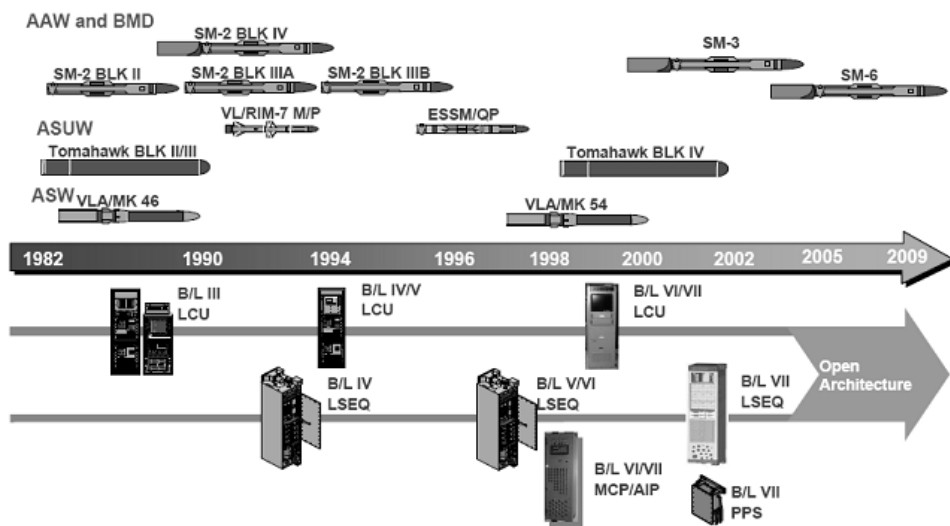 AAW and BMD
SM-2 BLK IV
SM-3
SM-2 BLK II
SM-2 BLK IIIA
SM-2 BLK IIIB
SM-6
VL/RIM-7 M/P
ESSM/QP
ASUW
Tomahawk BLK II/III
Tomahawk BLK IV
ASW
VLA/MK 46
VLA/MK 54
1982 1990 1994 1996 1998 2000 2002 2005 2009
B/L III
LCU
B/L IV/V
LCU
B/L VI/VII
LCU
Open
Architecture
B/L IV
LSEQ
B/L V/VI
LSEQ
B/L VII
LSEQ
B/L VI/VII
MCP/AIP
B/L VII
PPS